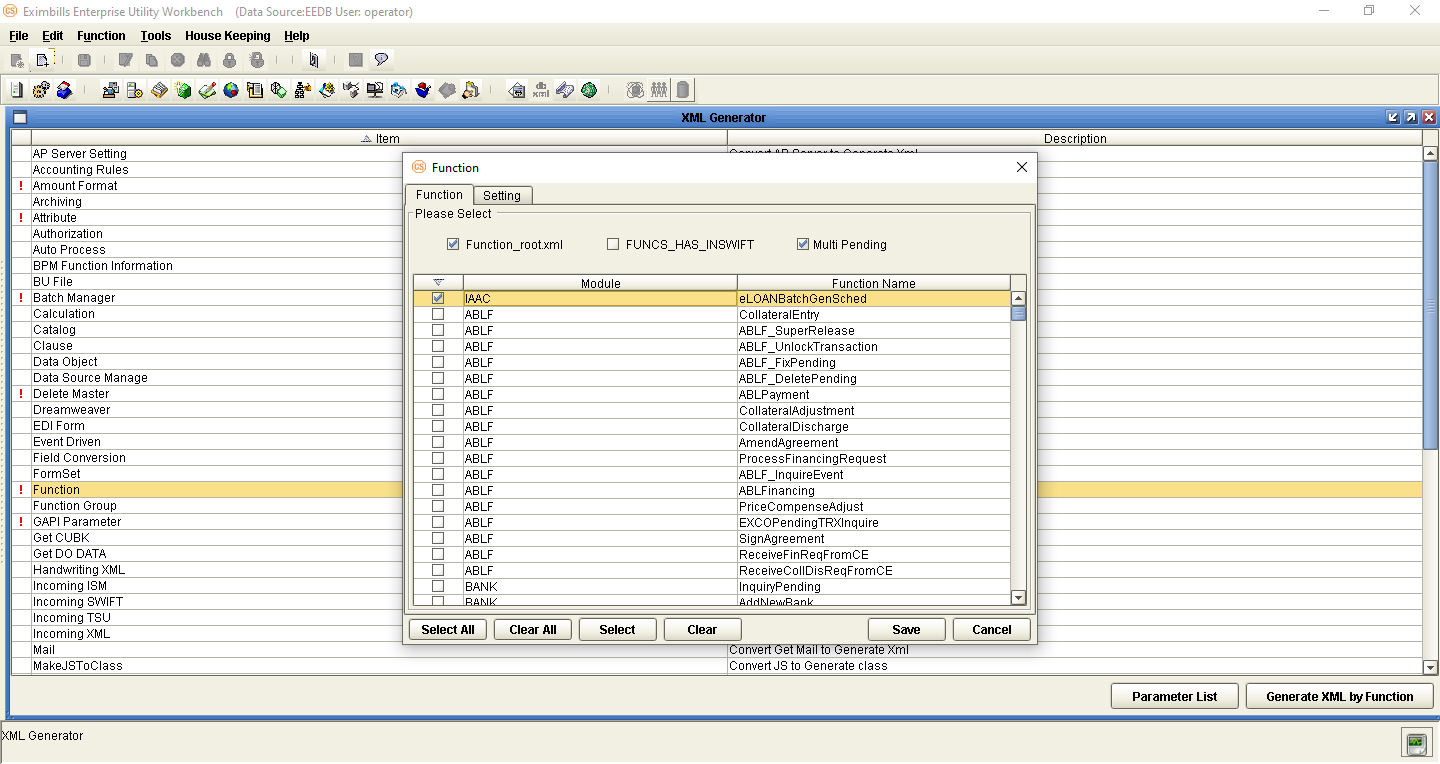 Eximbills Enterprise Utility Workbench (Data Source:EEDB User: operator)
File Edit Function Tools House Keeping Help
XML Generator
Item Description
AP Server Setting
Accounting Rules
! Amount Format
Archiving
! Attribute
Authorization
Auto Process
BPM Function Information
BU File
! Batch Manager
Calculation
Catalog
Clause
Data Object
Data Source Manage
! Delete Master
Dreamweaver
EDI Form
Event Driven
Field Conversion
FormSet
! Function
Function Group
! GAPI Parameter
Get CUBK
Get DO DATA
Handwriting XML
Incoming ISM
Incoming SWIFT
Incoming TSU
Incoming XML
Mail Convert Get Mail to Generate Xml
MakeJSToClass Convert JS to Generate class
Function
Function Setting
Please Select
Function_root.xml FUNCS_HAS_INSWIFT Multi Pending
Module Function Name
IAAC eLOANBatchGenSched
ABLF CollateralEntry
ABLF ABLF_SuperRelease
ABLF ABLF_UnlockTransaction
ABLF ABLF_FixPending
ABLF ABLF_DeletePending
ABLF ABLPayment
ABLF CollateralAdjustment
ABLF CollateralDischarge
ABLF AmendAgreement
ABLF ProcessFinancingRequest
ABLF ABLF_InquireEvent
ABLF ABLFinancing
ABLF PriceCompenseAdjust
ABLF EXCOPendingTRXInquire
ABLF SignAgreement
ABLF ReceiveFinReqFromCE
ABLF ReceiveCollDisReqFromCE
BANK InquiryPending
BANK AddNewBank
Select All Clear All Select Clear Save Cancel
Parameter List Generate XML by Function
XML Generator